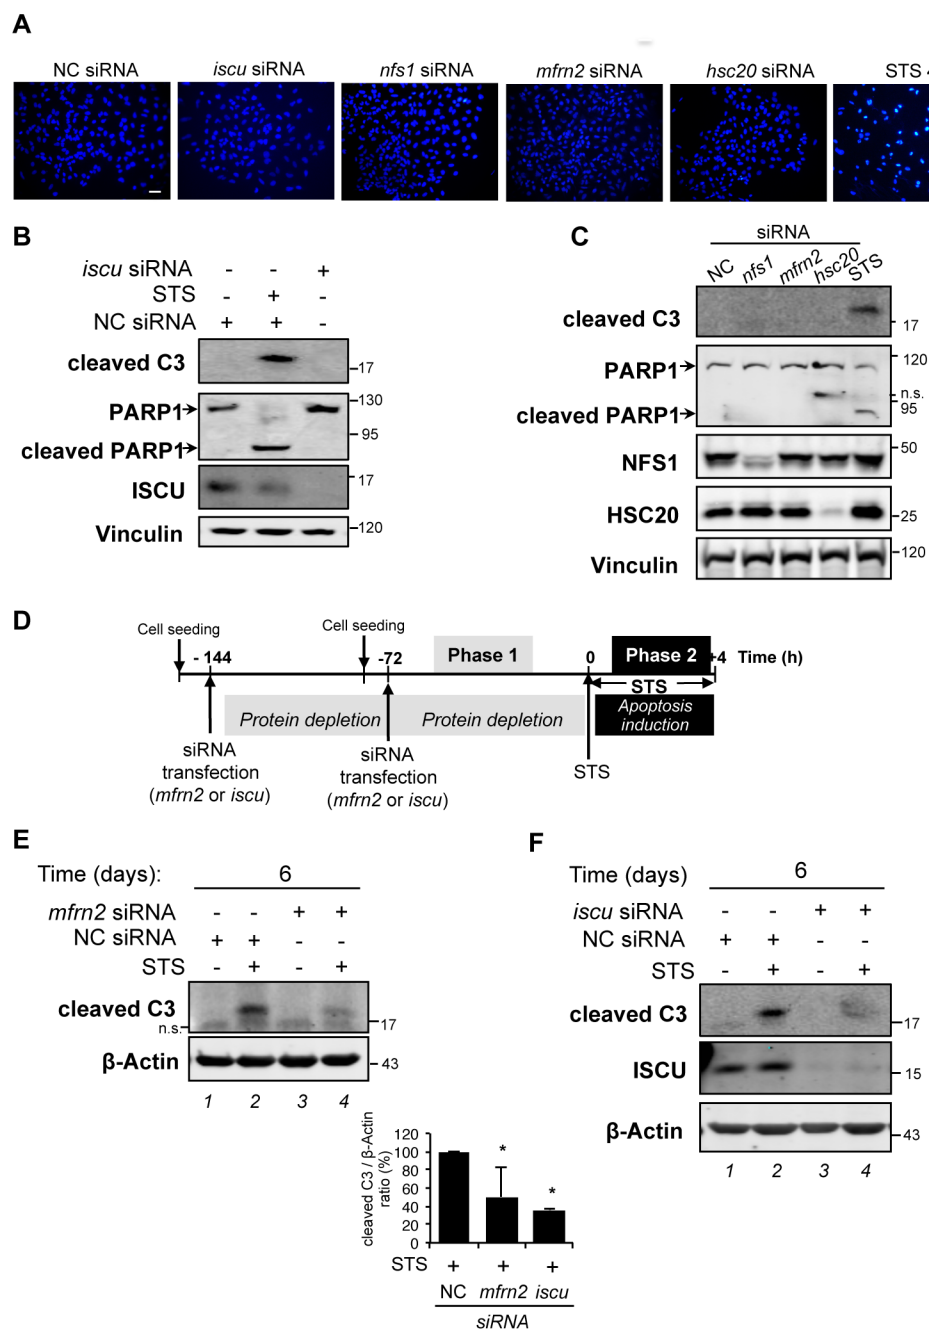 A
NC siRNA iscu siRNA nfs1 siRNA mfrn2 siRNA hsc20 siRNA STS 4
B
iscu siRNA - - +
STS - + -
NC siRNA + + -
cleaved C3
17
PARP1
130
95
cleaved PARP1
ISCU
17
Vinculin
120
C
siRNA
NC nfs1 mfrn2 hsc20 STS
cleaved C3
17
PARP1
120
n.s.
95
cleaved PARP1
NFS1
50
HSC20
25
Vinculin
120
D
Cell seeding Cell seeding
- 144 -72 Phase 1 0 Phase 2 +4 Time (h)
STS
Protein depletion Protein depletion Apoptosis
induction
siRNA
transfection
(mfrn2 or iscu)
siRNA
transfection
(mfrn2 or iscu)
STS
E
Time (days): 6
mfrn2 siRNA - - + +
NC siRNA + + - -
STS - + - +
cleaved C3
n.s.
17
β-Actin
43
1 2 3 4
cleaved C3 / β-Actin
ratio (%)
120
100
80
60
40
20
0
* *
STS + + +
NC mfrn2 iscu
siRNA
F
Time (days) 6
iscu siRNA - - + +
NC siRNA + + - -
STS - + - +
cleaved C3
17
ISCU
15
β-Actin
43
1 2 3 4